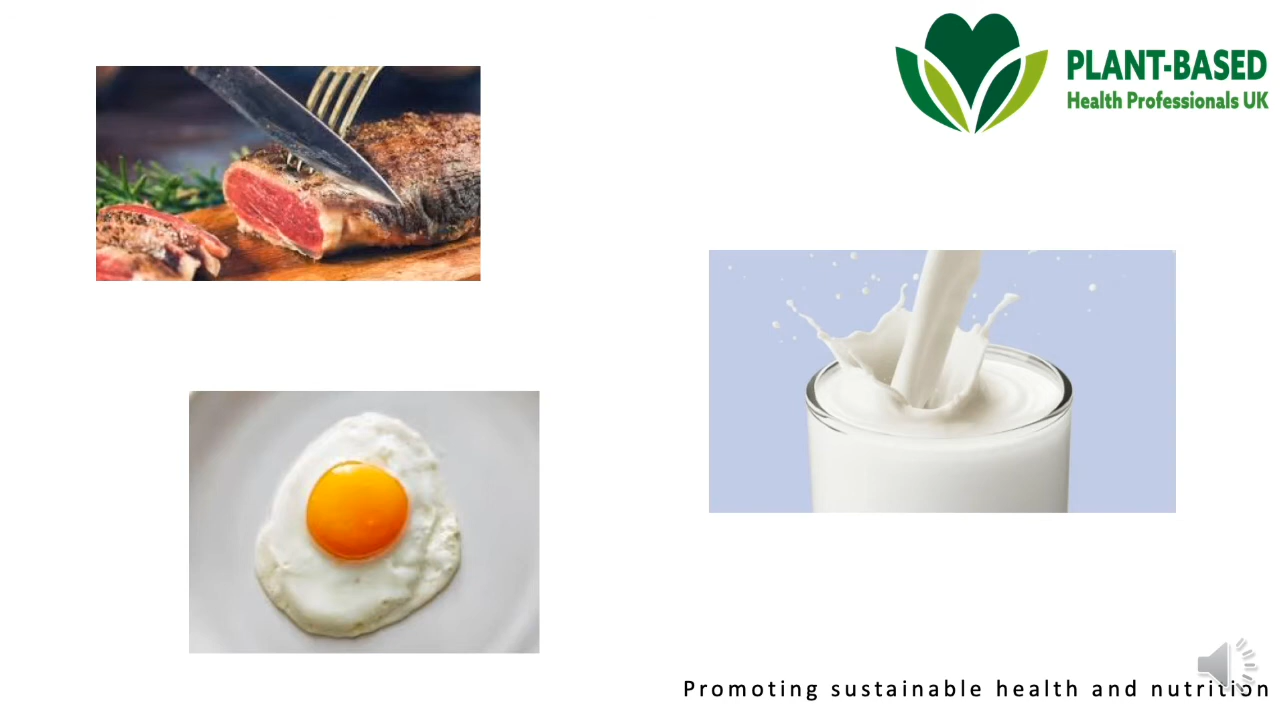 PLANT-BASED
Health Professionals UK
Promoting sustainable health and nutrition